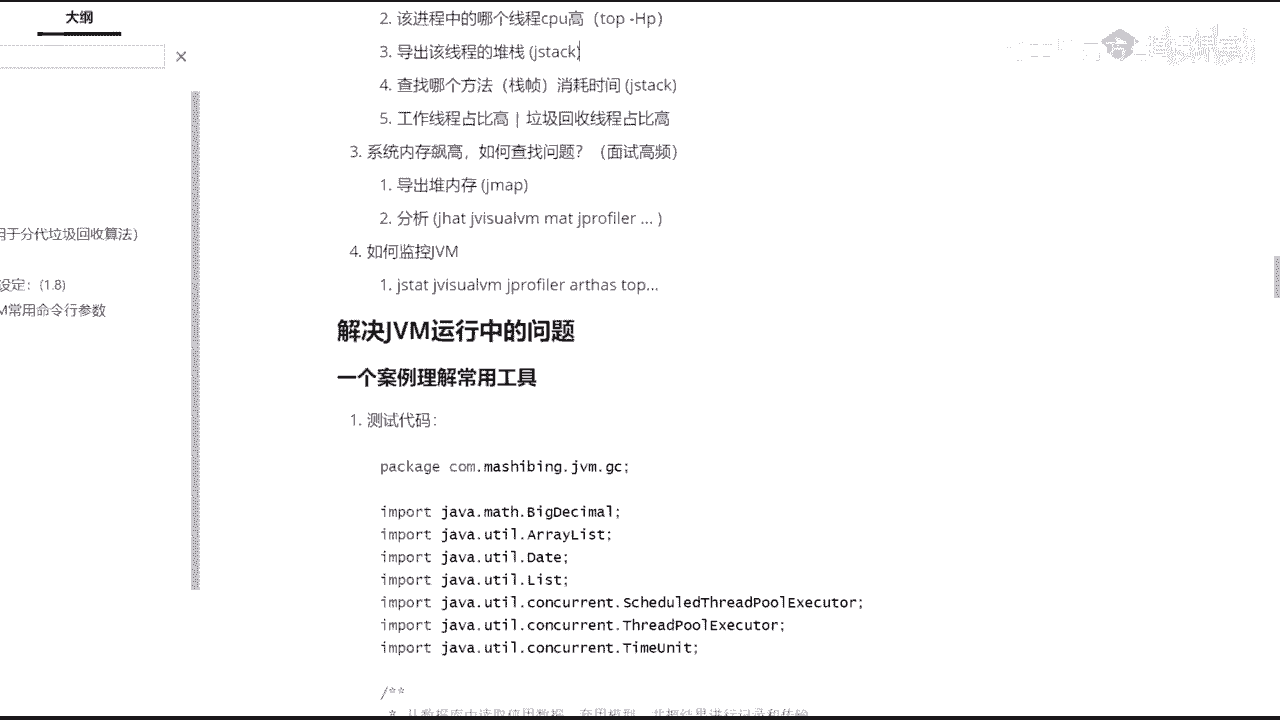 大纲
2. 该进程中的哪个线程cpu高（top -Hp）
3. 导出该线程的堆栈 (jstack)
4. 查找哪个方法（栈帧）消耗时间 (jstack)
5. 工作线程占比高 | 垃圾回收线程占比高
3. 系统内存飙高，如何查找问题？（面试高频）
1. 导出堆内存 (jmap)
2. 分析 (jhat jvisualvm mat jprofiler ... )
用于分代垃圾回收算法）
4. 如何监控JVM
设定：(1.8)
1. jstat jvisualvm jprofiler arthas top...
M常用命令行参数
解决JVM运行中的问题
一个案例理解常用工具
1. 测试代码：
package com.mashibing.jvm.gc;
import java.math.BigDecimal;
import java.util.ArrayList;
import java.util.Date;
import java.util.List;
import java.util.concurrent.ScheduledThreadPoolExecutor;
import java.util.concurrent.ThreadPoolExecutor;
import java.util.concurrent.TimeUnit;
/**